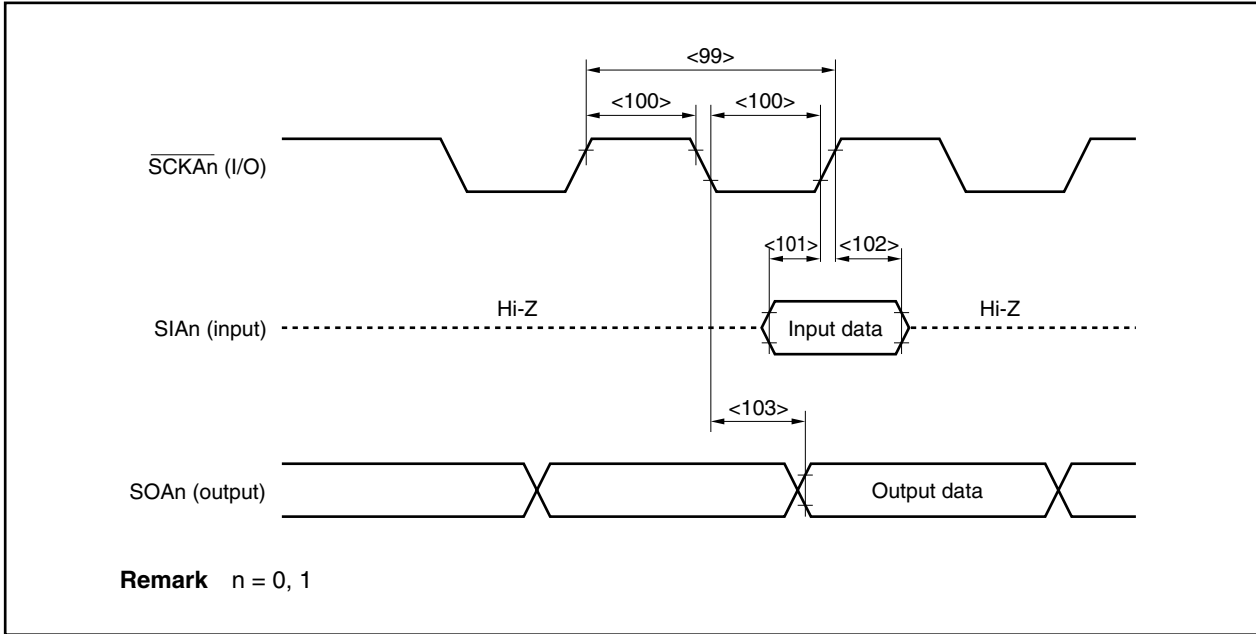 <99>
<100> <100>
SCKAn (I/O)
<101> <102>
Hi-Z Hi-Z
SIAn (input) Input data
<103>
SOAn (output) Output data
Remark n = 0, 1